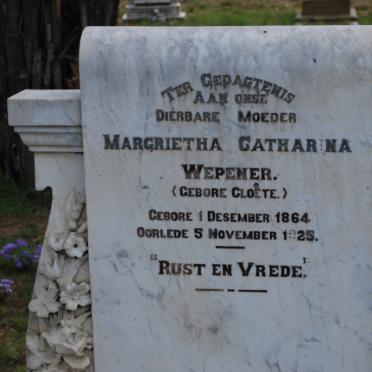 TER GEDAGTENIS
AAN ONSE
DIERBARE MOEDER
MARGRIETHA CATHARINA
WEPENER.
(GEBORE CLOETE.)
GEBORE 1 DESEMBER 1864
OORLEDE 5 NOVEMBER 1925.
"RUST EN VREDE."